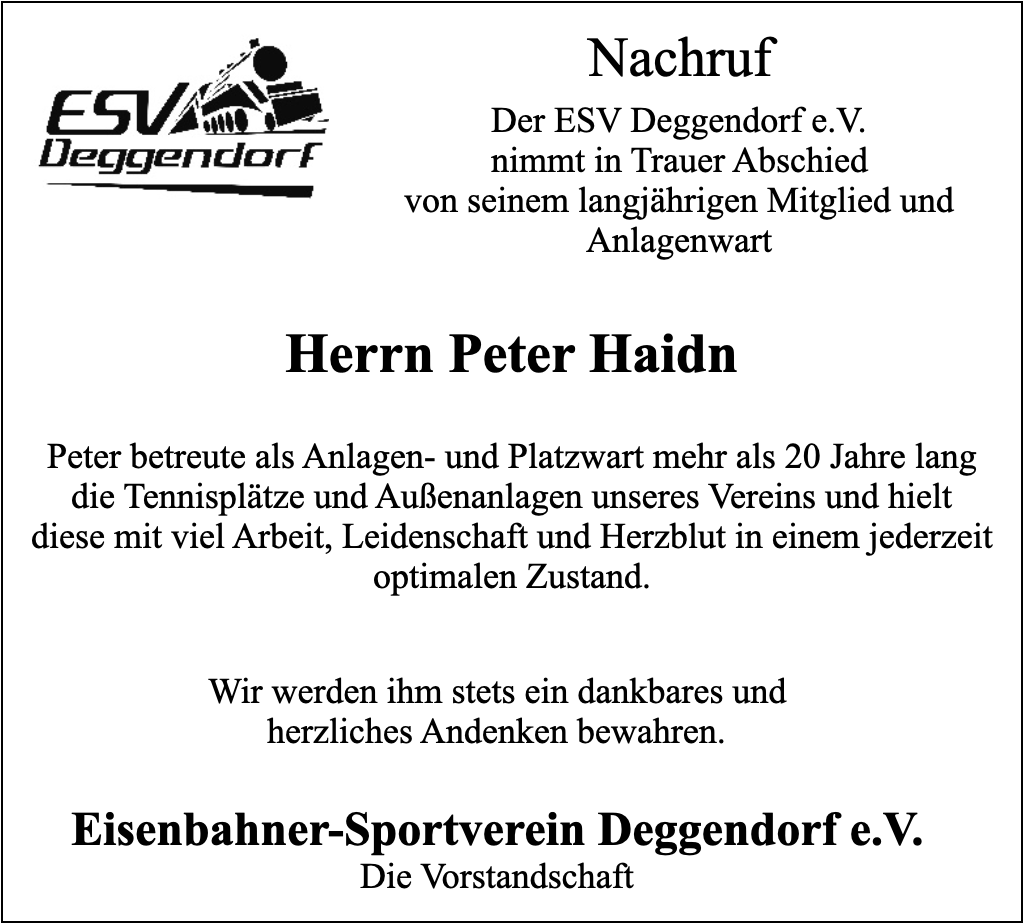 ESV
Deggendorf
Nachruf
Der ESV Deggendorf e.V.
nimmt in Trauer Abschied
von seinem langjährigen Mitglied und
Anlagenwart
Herrn Peter Haidn
Peter betreute als Anlagen- und Platzwart mehr als 20 Jahre lang
die Tennisplätze und Außenanlagen unseres Vereins und hielt
diese mit viel Arbeit, Leidenschaft und Herzblut in einem jederzeit
optimalen Zustand.
Wir werden ihm stets ein dankbares und
herzliches Andenken bewahren.
Eisenbahner-Sportverein Deggendorf e.V.
Die Vorstandschaft